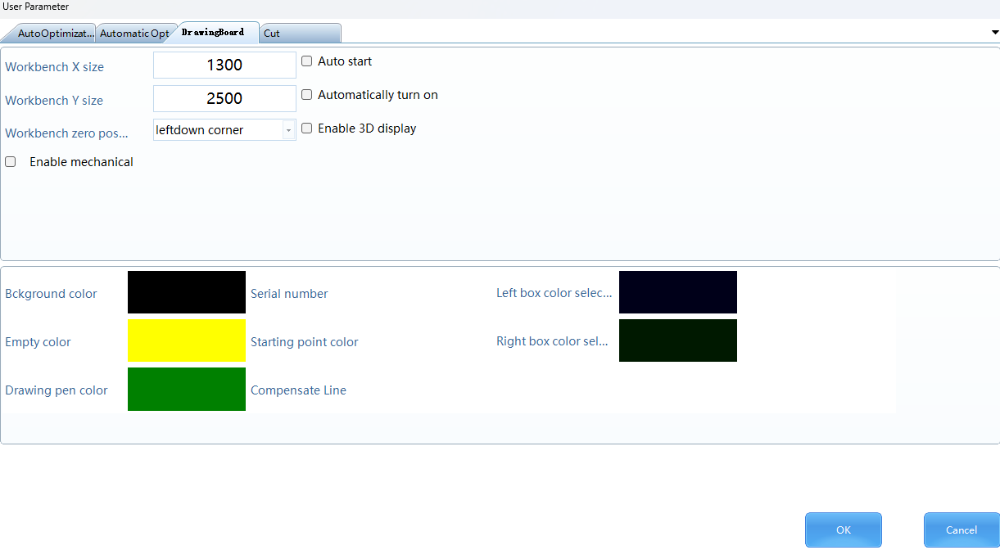 User Parameter
AutoOptimizat... Automatic Opt DrawingBoard Cut
Workbench X size 1300 Auto start
Workbench Y size 2500 Automatically turn on
Workbench zero pos... leftdown corner Enable 3D display
Enable mechanical
Bckground color Serial number Left box color selec...
Empty color Starting point color Right box color sel...
Drawing pen color Compensate Line
OK Cancel